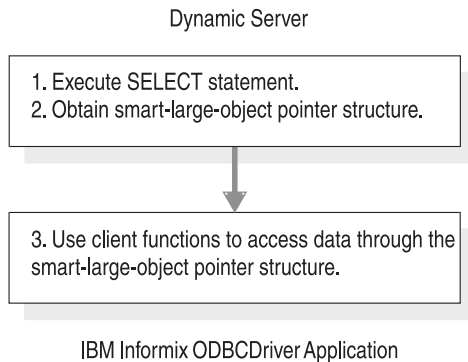 Dynamic Server
1. Execute SELECT statement.
2. Obtain smart-large-object pointer structure.
3. Use client functions to access data through the
smart-large-object pointer structure.
IBM Informix ODBCDriver Application